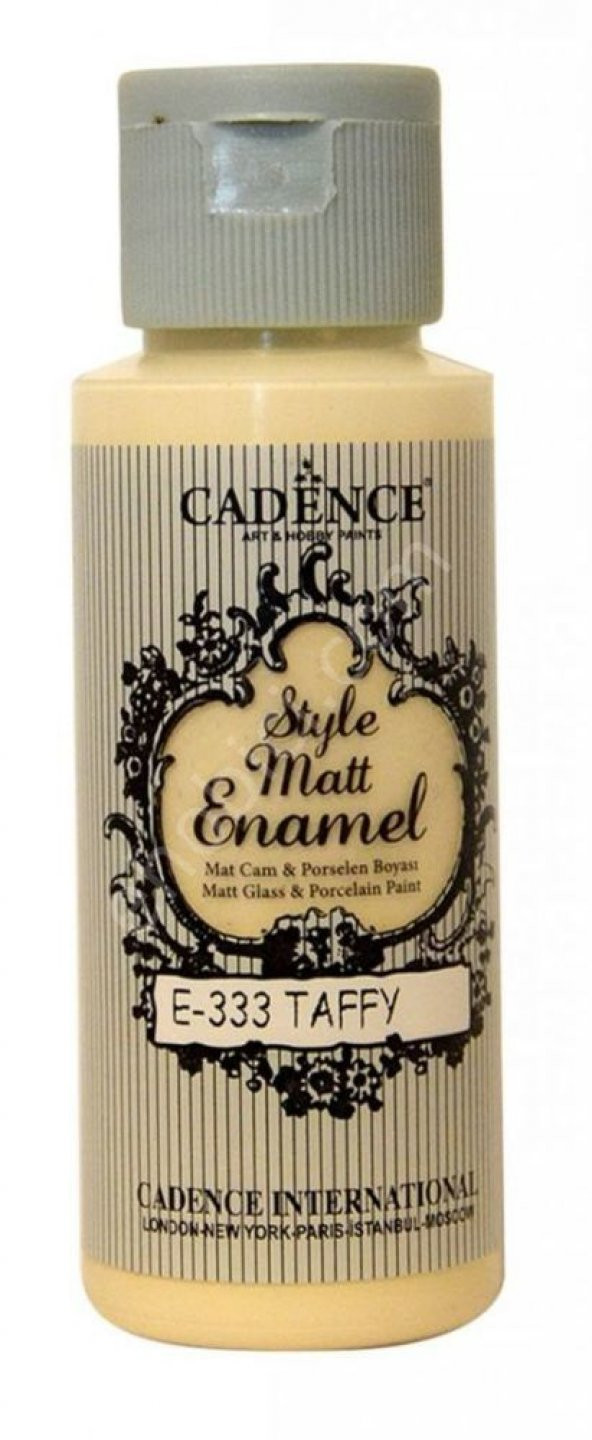 CADENCE®
ART & HOBBY PAINTS
Style
Matt
Enamel
Mat Cam & Porselen Boyası
Matt Glass & Porcelain Paint
E-333 TAFFY
CADENCE INTERNATIONAL
LONDON-NEW YORK-PARIS-İSTANBUL-MOSCOW